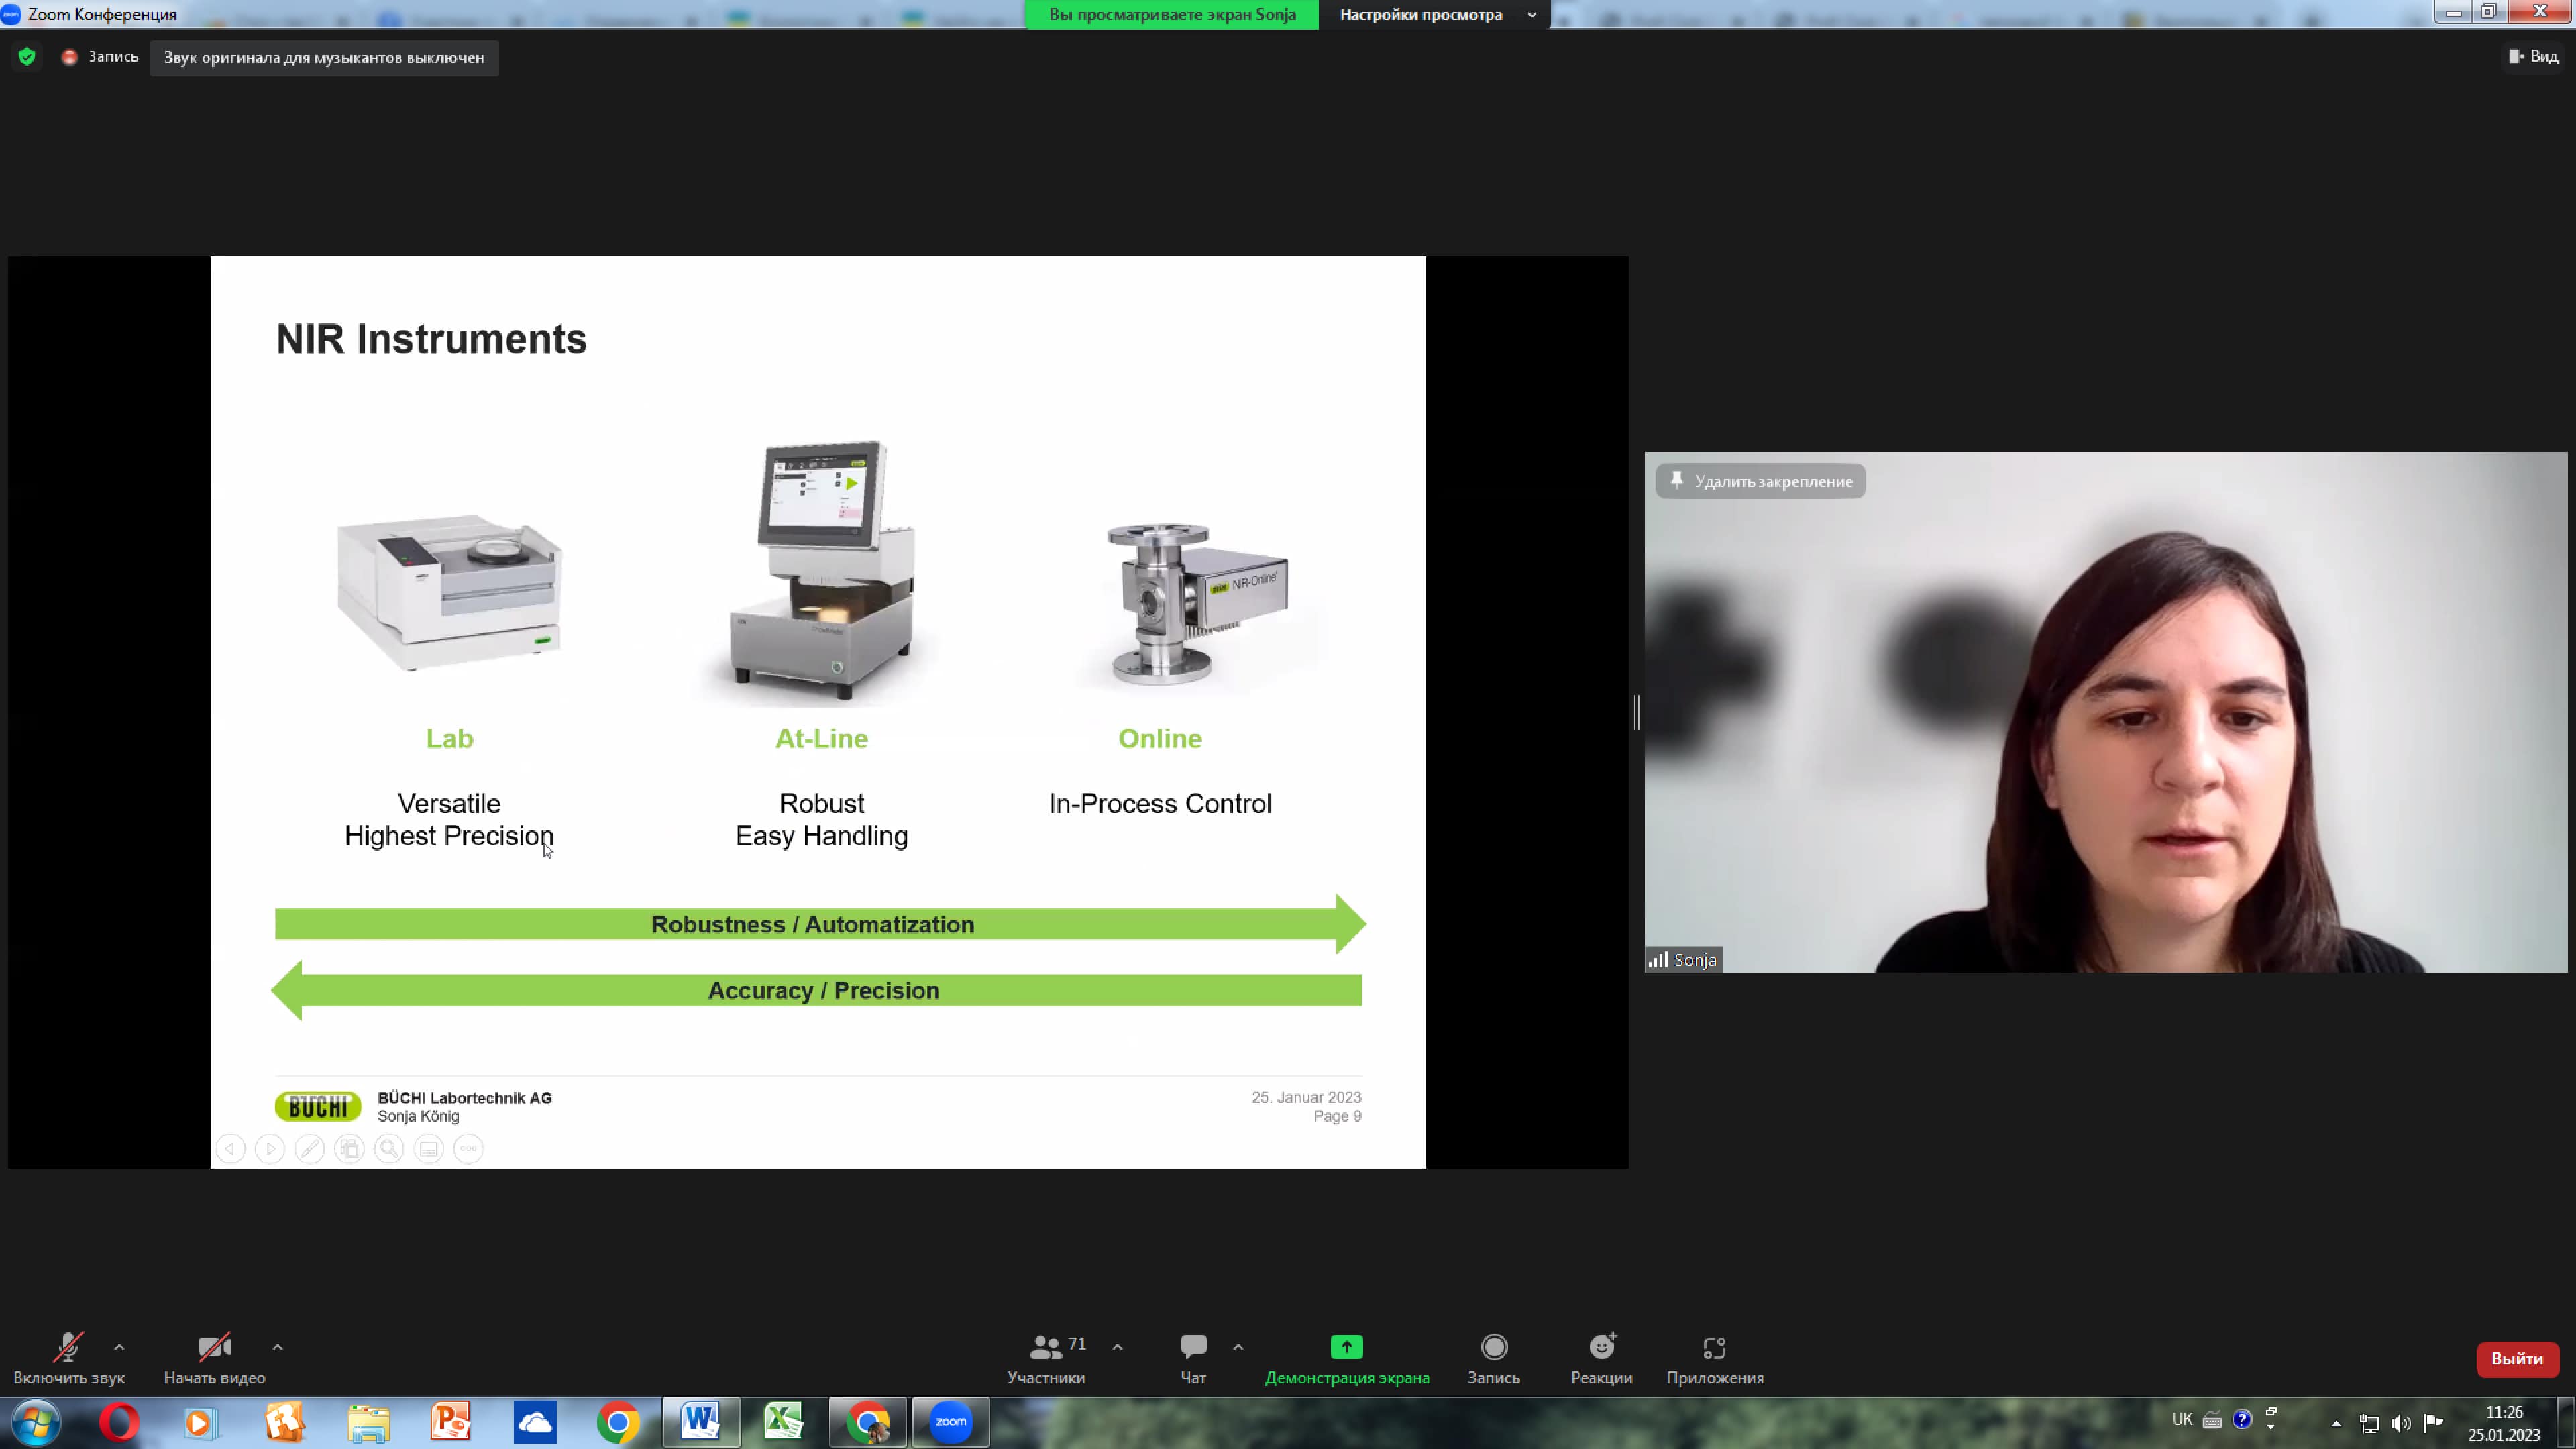 Zoom Конференция
Вы просматриваете экран Sonja
Настройки просмотра
Запись
Звук оригинала для музыкантов выключен
Вид
NIR Instruments
NIR-Online
Lab
At-Line
Online
Versatile
Highest Precision
Robust
Easy Handling
In-Process Control
Robustness / Automatization
Accuracy / Precision
BUCHI
BÜCHI Labortechnik AG
Sonja König
25. Januar 2023
Page 9
Удалить закрепление
Sonja
Включить звук
Начать видео
71
Участники
Чат
Демонстрация экрана
Запись
Реакции
Приложения
Выйти
zoom
UK
11:26
25.01.2023